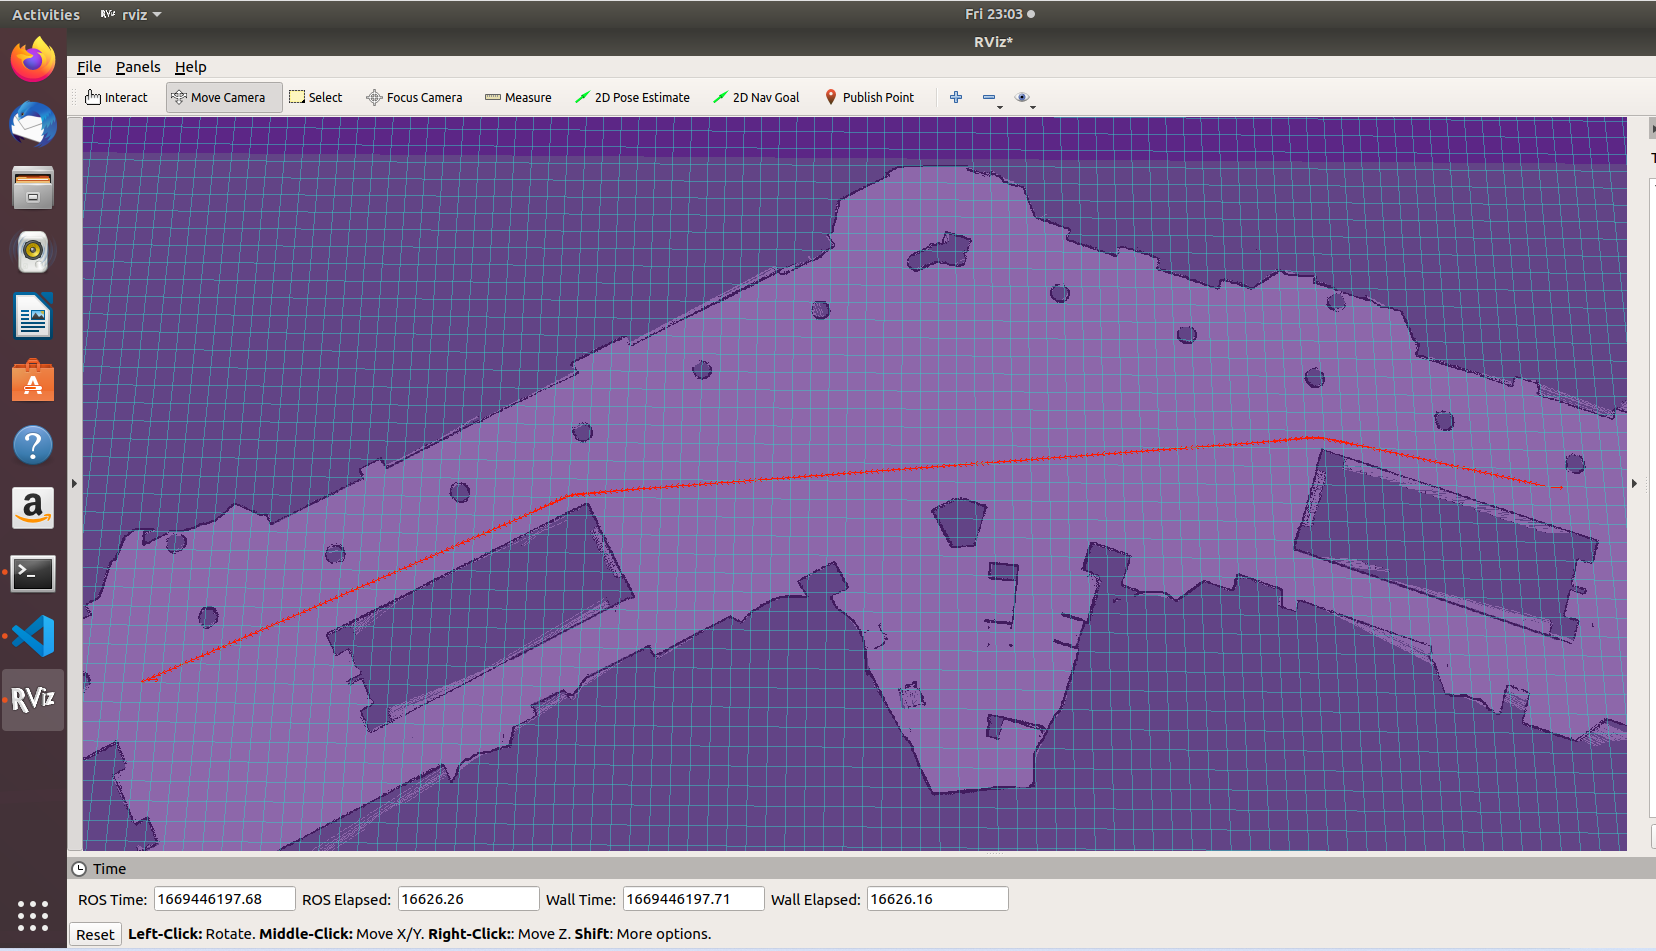 Activities RViz rviz Fri 23:03
RViz*
File Panels Help
Interact Move Camera Select Focus Camera Measure 2D Pose Estimate 2D Nav Goal Publish Point
RViz
Time
ROS Time: 1669446197.68 ROS Elapsed: 16626.26 Wall Time: 1669446197.71 Wall Elapsed: 16626.16
Reset Left-Click: Rotate. Middle-Click: Move X/Y. Right-Click:: Move Z. Shift: More options.